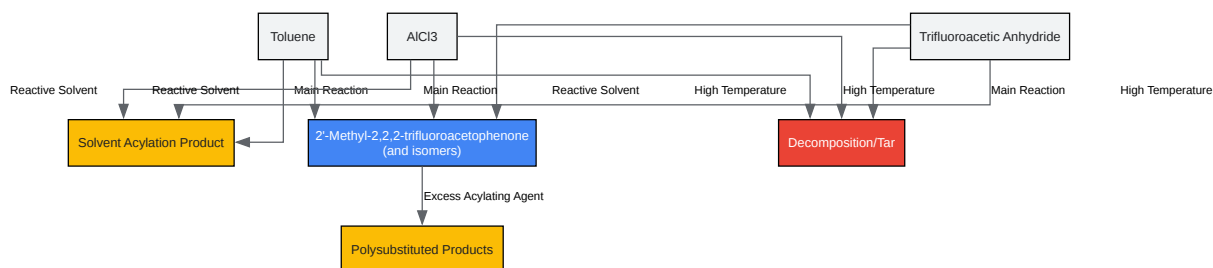 Toluene
AlCl3
Trifluoroacetic Anhydride
Reactive Solvent
Reactive Solvent
Main Reaction
Main Reaction
Reactive Solvent
High Temperature
High Temperature
Main Reaction
High Temperature
Solvent Acylation Product
2'-Methyl-2,2,2-trifluoroacetophenone
(and isomers)
Decomposition/Tar
Excess Acylating Agent
Polysubstituted Products